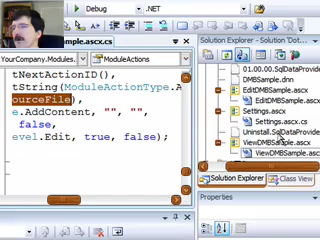 Debug
.NET
ample.ascx.cs
YourCompany.Modules.
ModuleActions
tNextActionID(),
tString(ModuleActionType.A
ourceFile),
e.AddContent, "", "",
false,
evel.Edit, true, false);
Solution Explorer - Solution 'Dot
01.00.00.SqlDataProvide
DMBSample.dnn
EditDMBSample.ascx
EditDMBSample.ascx
Settings.ascx
Settings.ascx.cs
Uninstall.SqlDataProvide
ViewDMBSample.ascx
ViewDMBSample.asc
Solution Explorer
Class View
Properties